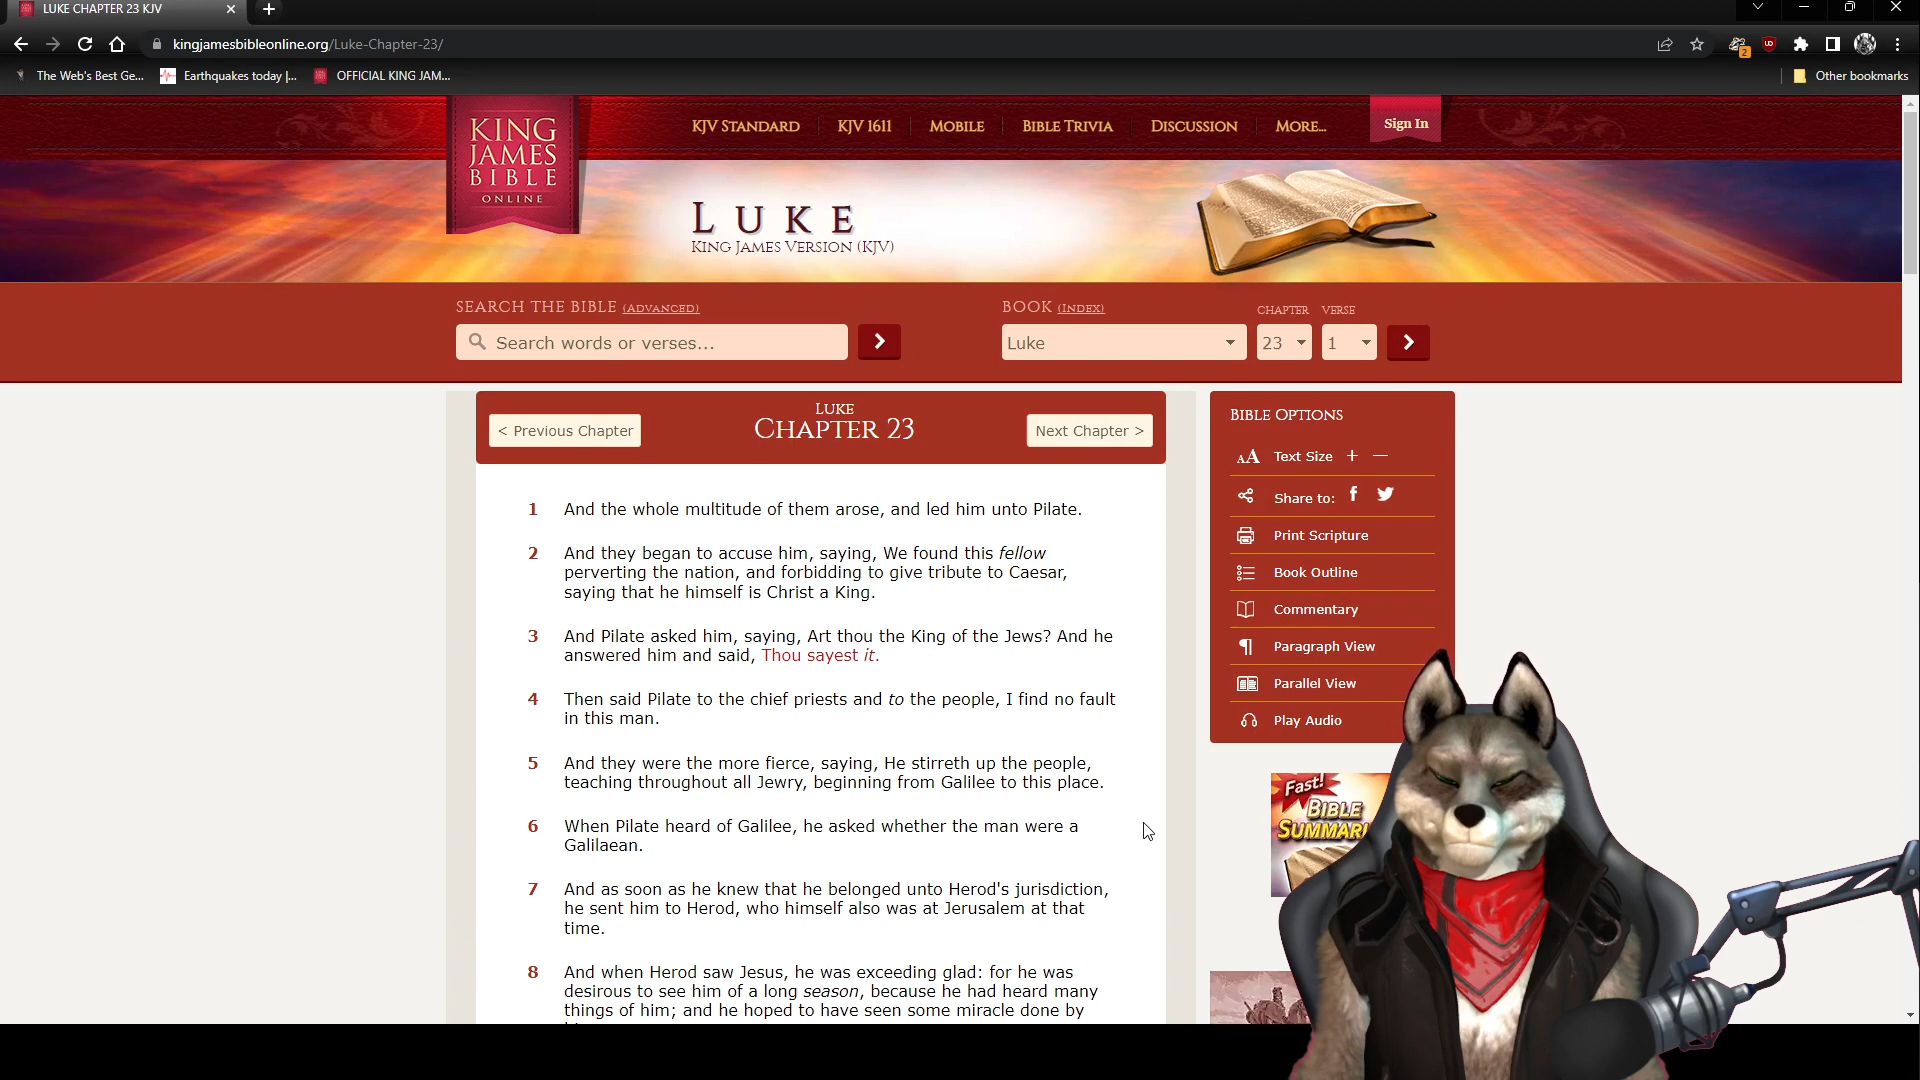 LUKE CHAPTER 23 KJV
kingjamesbibleonline.org/Luke-Chapter-23/
2
The Web's Best Ge...
Earthquakes today |...
OFFICIAL KING JAM...
Other bookmarks
KING
JAMES
BIBLE
ONLINE
KJV STANDARD
KJV 1611
MOBILE
BIBLE TRIVIA
DISCUSSION
MORE...
Sign In
LUKE
KING JAMES VERSION (KJV)
SEARCH THE BIBLE (ADVANCED)
Search words or verses...
BOOK (INDEX)
CHAPTER
VERSE
Luke
23
1
< Previous Chapter
LUKE
CHAPTER 23
Next Chapter >
1 And the whole multitude of them arose, and led him unto Pilate.
2 And they began to accuse him, saying, We found this fellow
perverting the nation, and forbidding to give tribute to Caesar,
saying that he himself is Christ a King.
3 And Pilate asked him, saying, Art thou the King of the Jews? And he
answered him and said, Thou sayest it.
4 Then said Pilate to the chief priests and to the people, I find no fault
in this man.
5 And they were the more fierce, saying, He stirreth up the people,
teaching throughout all Jewry, beginning from Galilee to this place.
6 When Pilate heard of Galilee, he asked whether the man were a
Galilaean.
7 And as soon as he knew that he belonged unto Herod's jurisdiction,
he sent him to Herod, who himself also was at Jerusalem at that
time.
8 And when Herod saw Jesus, he was exceeding glad: for he was
desirous to see him of a long season, because he had heard many
things of him; and he hoped to have seen some miracle done by
BIBLE OPTIONS
AA Text Size + —
Share to:
Print Scripture
Book Outline
Commentary
Paragraph View
Parallel View
Play Audio
Fast!
BIBLE